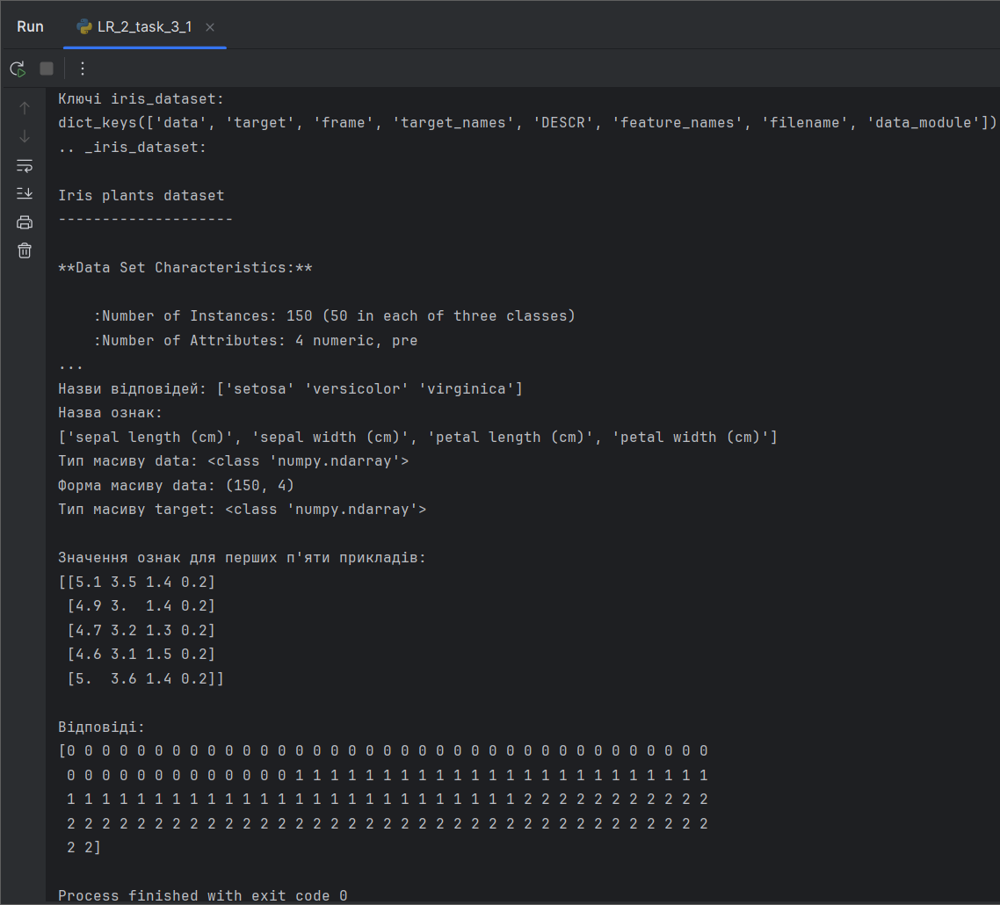 Run LR_2_task_3_1
Ключі iris_dataset:
dict_keys(['data', 'target', 'frame', 'target_names', 'DESCR', 'feature_names', 'filename', 'data_module'])
.. _iris_dataset:

Iris plants dataset
--------------------

**Data Set Characteristics:**

    :Number of Instances: 150 (50 in each of three classes)
    :Number of Attributes: 4 numeric, pre
...
Назви відповідей: ['setosa' 'versicolor' 'virginica']
Назва ознак:
['sepal length (cm)', 'sepal width (cm)', 'petal length (cm)', 'petal width (cm)']
Тип масиву data: <class 'numpy.ndarray'>
Форма масиву data: (150, 4)
Тип масиву target: <class 'numpy.ndarray'>

Значення ознак для перших п'яти прикладів:
[[5.1 3.5 1.4 0.2]
 [4.9 3.  1.4 0.2]
 [4.7 3.2 1.3 0.2]
 [4.6 3.1 1.5 0.2]
 [5.  3.6 1.4 0.2]]

Відповіді:
[0 0 0 0 0 0 0 0 0 0 0 0 0 0 0 0 0 0 0 0 0 0 0 0 0 0 0 0 0 0 0 0 0 0 0 0 0
 0 0 0 0 0 0 0 0 0 0 0 0 0 1 1 1 1 1 1 1 1 1 1 1 1 1 1 1 1 1 1 1 1 1 1 1 1
 1 1 1 1 1 1 1 1 1 1 1 1 1 1 1 1 1 1 1 1 1 1 1 1 1 1 2 2 2 2 2 2 2 2 2 2 2
 2 2 2 2 2 2 2 2 2 2 2 2 2 2 2 2 2 2 2 2 2 2 2 2 2 2 2 2 2 2 2 2 2 2 2 2 2
 2 2]

Process finished with exit code 0